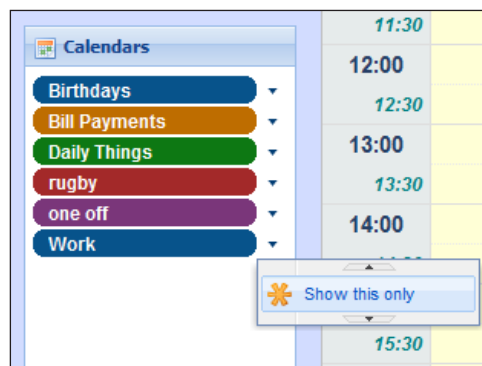 Calendars
Birthdays
Bill Payments
Daily Things
rugby
one off
Work
Show this only
11:30
12:00
12:30
13:00
13:30
14:00
15:30